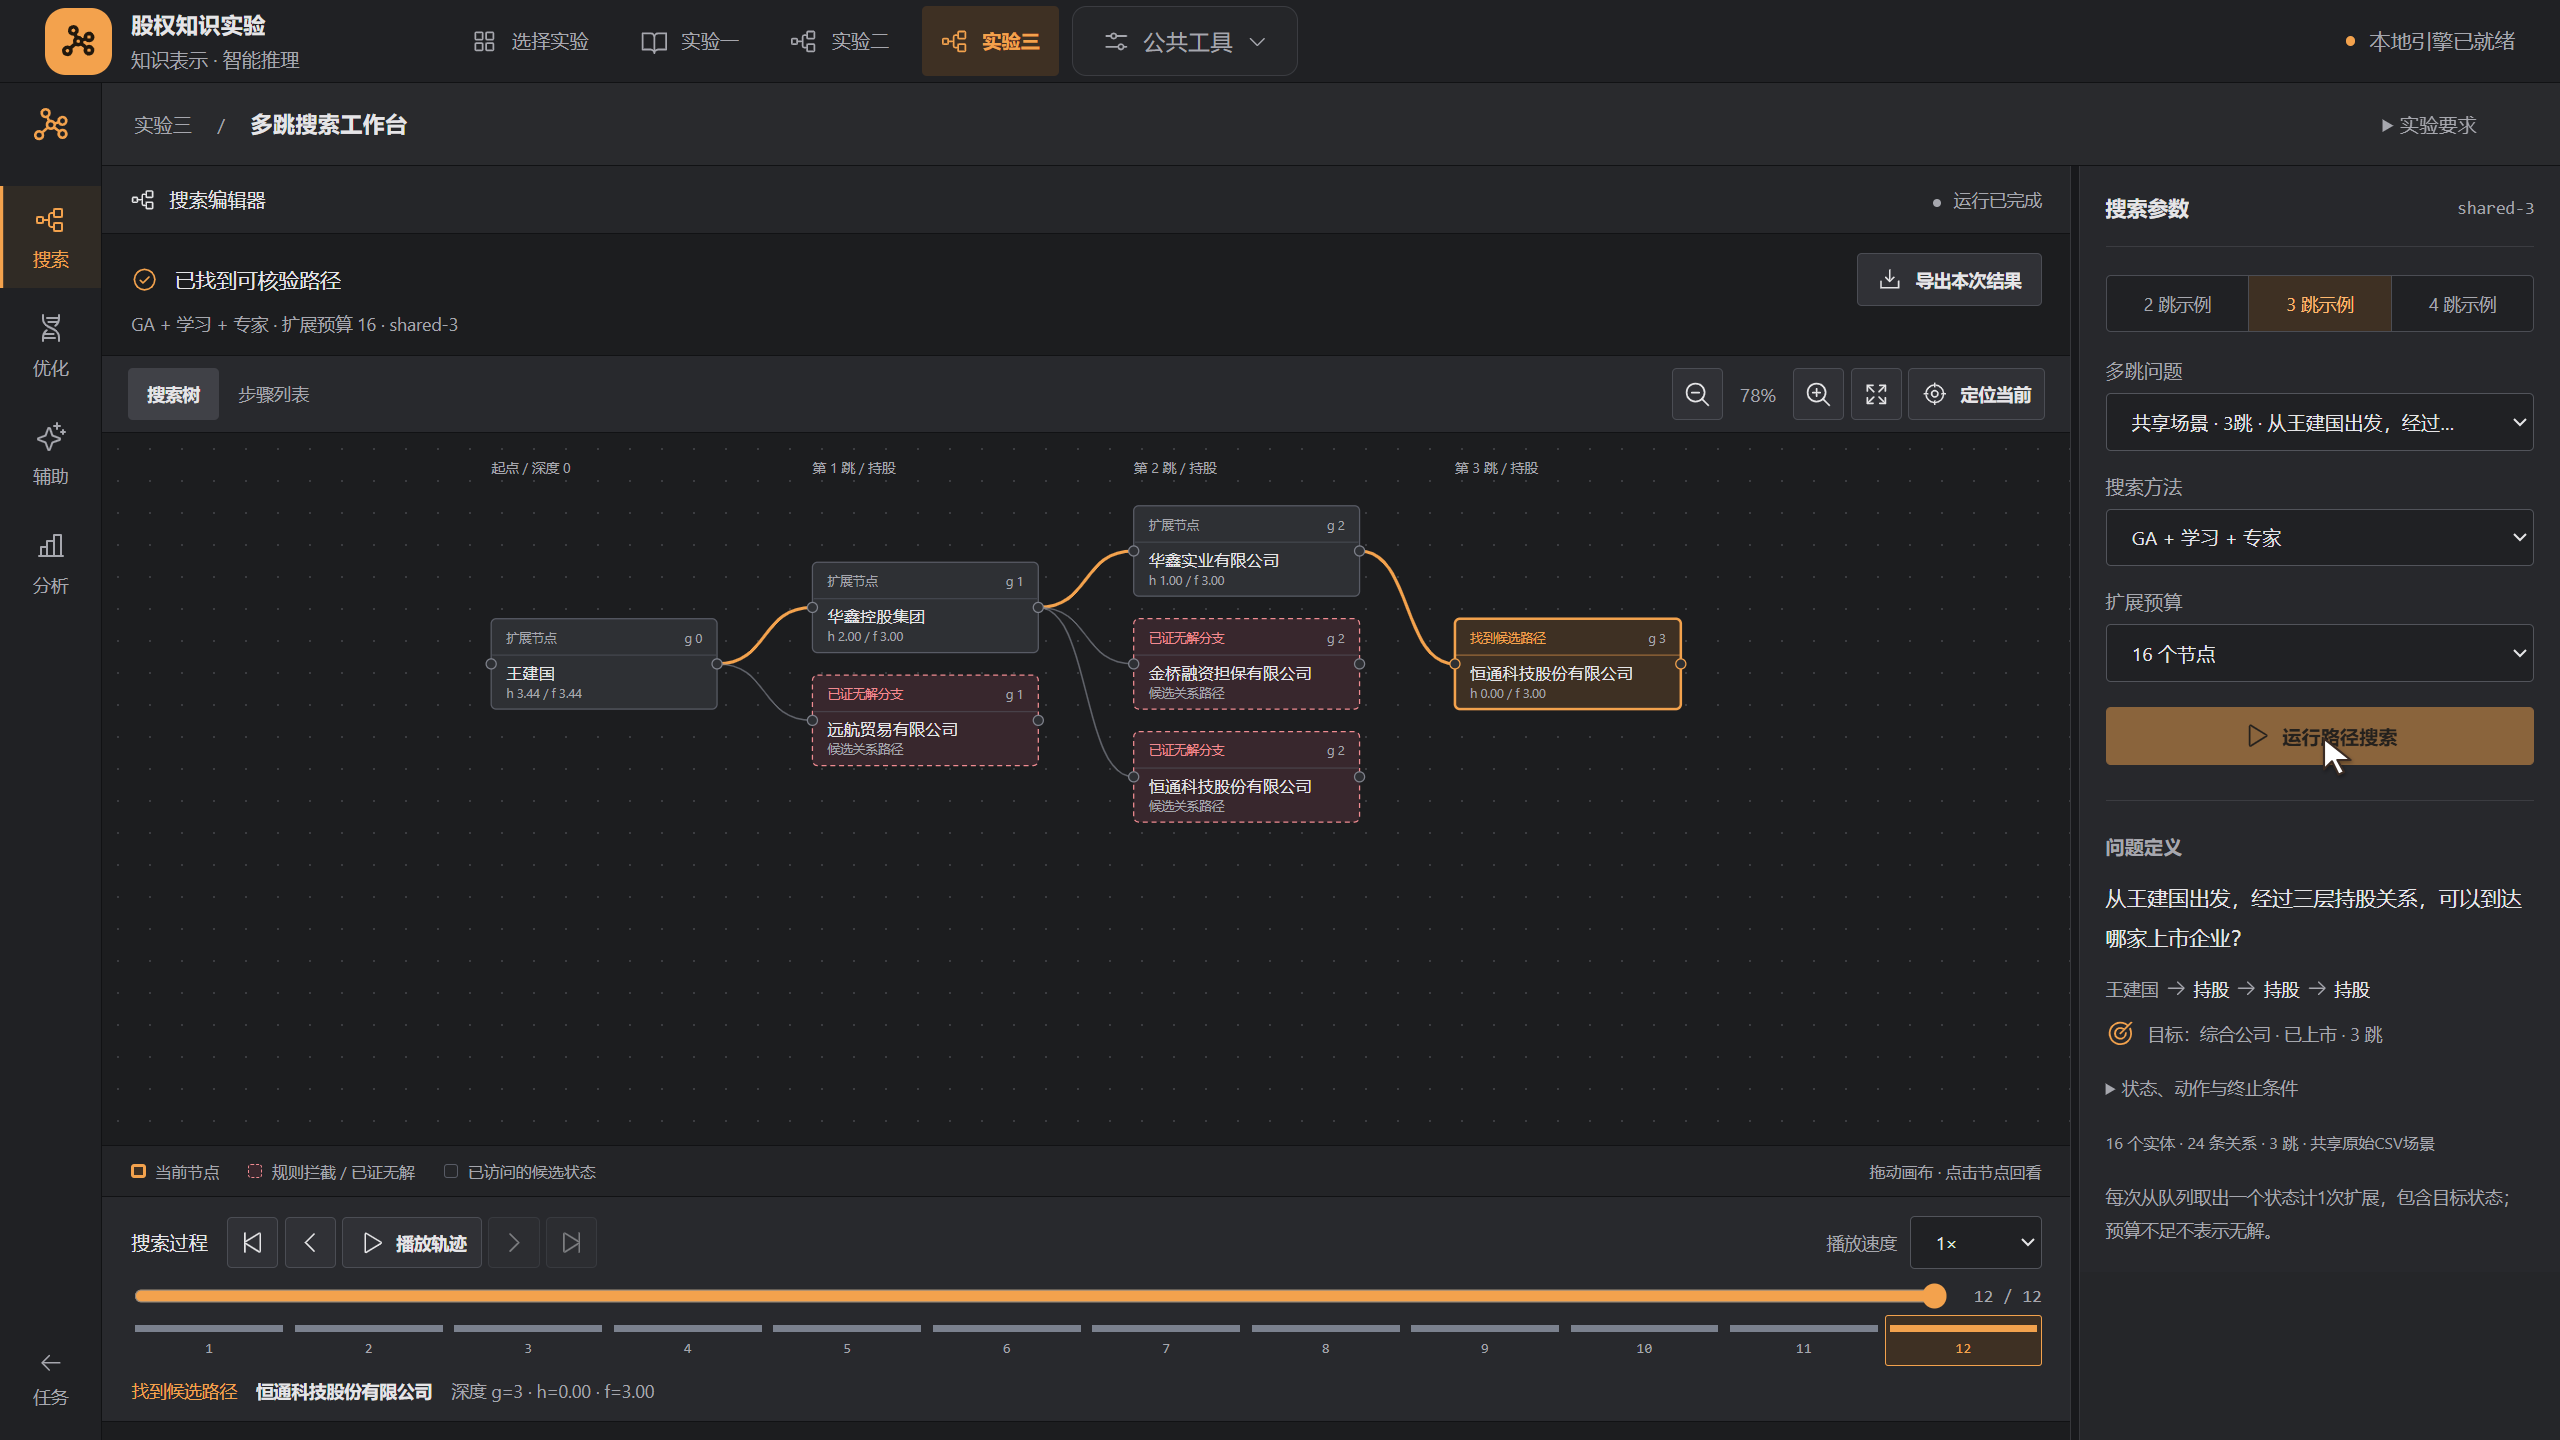 股权知识实验
知识表示 · 智能推理
选择实验
实验一
实验二
实验三
公共工具
本地引擎已就绪
搜索
优化
辅助
分析
任务
实验三 / 多跳搜索工作台
实验要求
搜索编辑器
运行已完成
已找到可核验路径
GA + 学习 + 专家 · 扩展预算 16 · shared-3
导出本次结果
搜索树
步骤列表
78%
定位当前
起点 / 深度 0
第 1 跳 / 持股
第 2 跳 / 持股
第 3 跳 / 持股
扩展节点 g 0
王建国
h 3.44 / f 3.44
扩展节点 g 1
华鑫控股集团
h 2.00 / f 3.00
已证无解分支 g 1
远航贸易有限公司
候选关系路径
扩展节点 g 2
华鑫实业有限公司
h 1.00 / f 3.00
已证无解分支 g 2
金桥融资担保有限公司
候选关系路径
已证无解分支 g 2
恒通科技股份有限公司
候选关系路径
找到候选路径 g 3
恒通科技股份有限公司
h 0.00 / f 3.00
当前节点
规则拦截 / 已证无解
已访问的候选状态
拖动画布 · 点击节点回看
搜索过程
播放轨迹
播放速度
1×
12 / 12
1 2 3 4 5 6 7 8 9 10 11 12
找到候选路径 恒通科技股份有限公司 深度 g=3 · h=0.00 · f=3.00
搜索参数
shared-3
2 跳示例
3 跳示例
4 跳示例
多跳问题
共享场景 · 3跳 · 从王建国出发，经过...
搜索方法
GA + 学习 + 专家
扩展预算
16 个节点
运行路径搜索
问题定义
从王建国出发，经过三层持股关系，可以到达
哪家上市企业？
王建国 → 持股 → 持股 → 持股
目标：综合公司 · 已上市 · 3 跳
状态、动作与终止条件
16 个实体 · 24 条关系 · 3 跳 · 共享原始CSV场景
每次从队列取出一个状态计1次扩展，包含目标状态；
预算不足不表示无解。